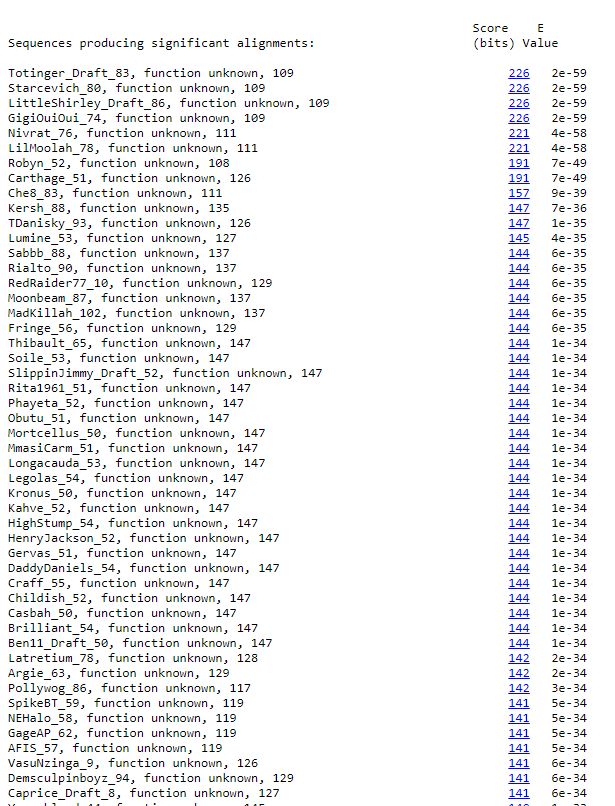 Score E
Sequences producing significant alignments: (bits) Value
Totinger_Draft_83, function unknown, 109 226 2e-59
Starcevich_80, function unknown, 109 226 2e-59
LittleShirley_Draft_86, function unknown, 109 226 2e-59
GigiOuiOui_74, function unknown, 109 226 2e-59
Nivrat_76, function unknown, 111 221 4e-58
LilMoolah_78, function unknown, 111 221 4e-58
Robyn_52, function unknown, 108 191 7e-49
Carthage_51, function unknown, 126 191 7e-49
Che8_83, function unknown, 111 157 9e-39
Kersh_88, function unknown, 135 147 7e-36
TDanisky_93, function unknown, 126 147 1e-35
Lumine_53, function unknown, 127 145 4e-35
Sabbb_88, function unknown, 137 144 6e-35
Rialto_90, function unknown, 137 144 6e-35
RedRaider77_10, function unknown, 129 144 6e-35
Moonbeam_87, function unknown, 137 144 6e-35
MadKillah_102, function unknown, 137 144 6e-35
Fringe_56, function unknown, 129 144 6e-35
Thibault_65, function unknown, 147 144 1e-34
Soile_53, function unknown, 147 144 1e-34
SlippinJimmy_Draft_52, function unknown, 147 144 1e-34
Rita1961_51, function unknown, 147 144 1e-34
Phayeta_52, function unknown, 147 144 1e-34
Obutu_51, function unknown, 147 144 1e-34
Mortcellus_50, function unknown, 147 144 1e-34
MmasiCarm_51, function unknown, 147 144 1e-34
Longacauda_53, function unknown, 147 144 1e-34
Legolas_54, function unknown, 147 144 1e-34
Kronus_50, function unknown, 147 144 1e-34
Kahve_52, function unknown, 147 144 1e-34
HighStump_54, function unknown, 147 144 1e-34
HenryJackson_52, function unknown, 147 144 1e-34
Gervas_51, function unknown, 147 144 1e-34
DaddyDaniels_54, function unknown, 147 144 1e-34
Craff_55, function unknown, 147 144 1e-34
Childish_52, function unknown, 147 144 1e-34
Casbah_50, function unknown, 147 144 1e-34
Brilliant_54, function unknown, 147 144 1e-34
Ben11_Draft_50, function unknown, 147 144 1e-34
Latretium_78, function unknown, 128 142 2e-34
Argie_63, function unknown, 129 142 2e-34
Pollywog_86, function unknown, 117 142 3e-34
SpikeBT_59, function unknown, 119 141 5e-34
NEHalo_58, function unknown, 119 141 5e-34
GageAP_62, function unknown, 119 141 5e-34
AFIS_57, function unknown, 119 141 5e-34
VasuNzinga_9, function unknown, 126 141 6e-34
Demsculpinboyz_94, function unknown, 129 141 6e-34
Caprice_Draft_8, function unknown, 127 141 6e-34
function unknown,